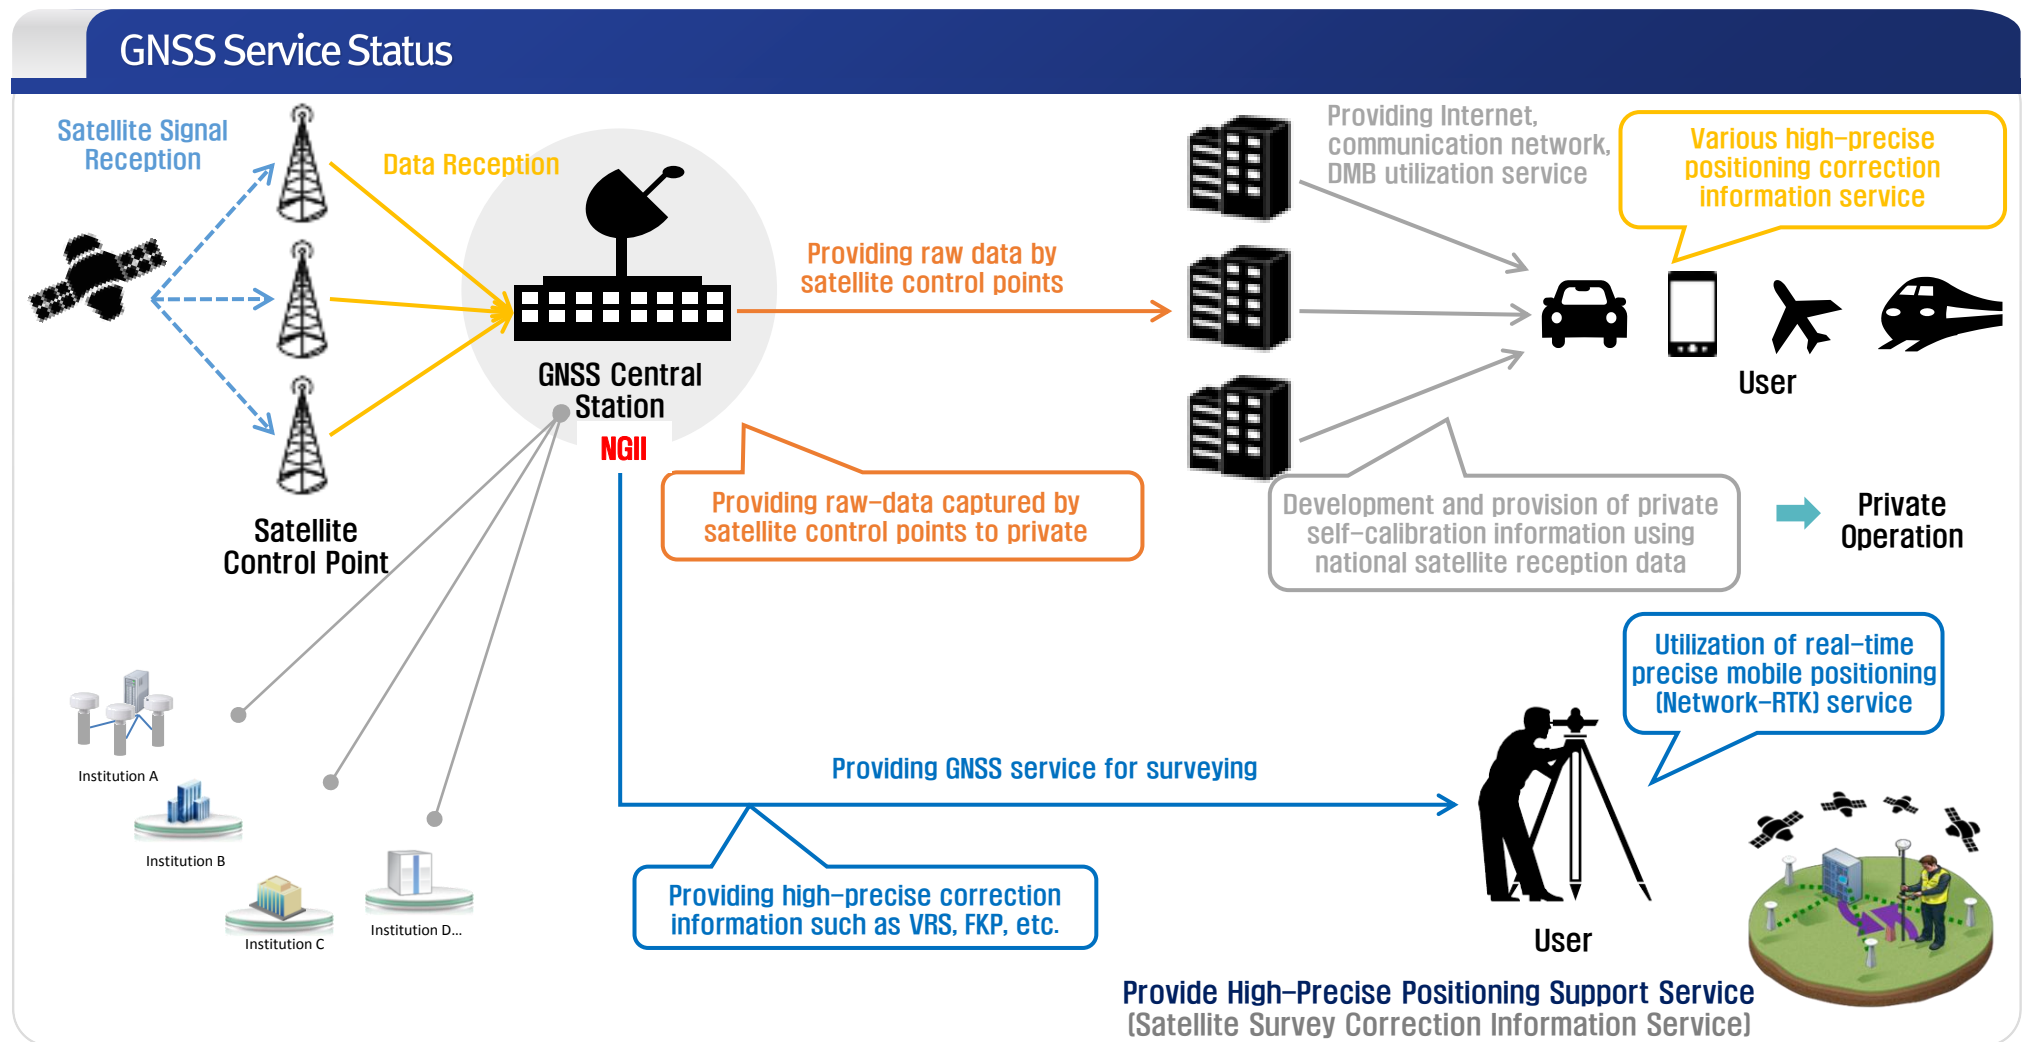 GNSS Service Status
Satellite Signal
Reception
Data Reception
Providing Internet,
communication network,
DMB utilization service
Various high-precise
positioning correction
information service
Providing raw data by
satellite control points
GNSS Central
Station
NGII
User
Satellite
Control Point
Providing raw-data captured by
satellite control points to private
Development and provision of private
self-calibration information using
national satellite reception data
Private
Operation
Utilization of real-time
precise mobile positioning
(Network-RTK) service
Institution A
Institution B
Institution C
Institution D...
Providing GNSS service for surveying
Providing high-precise correction
information such as VRS, FKP, etc.
User
Provide High-Precise Positioning Support Service
(Satellite Survey Correction Information Service)